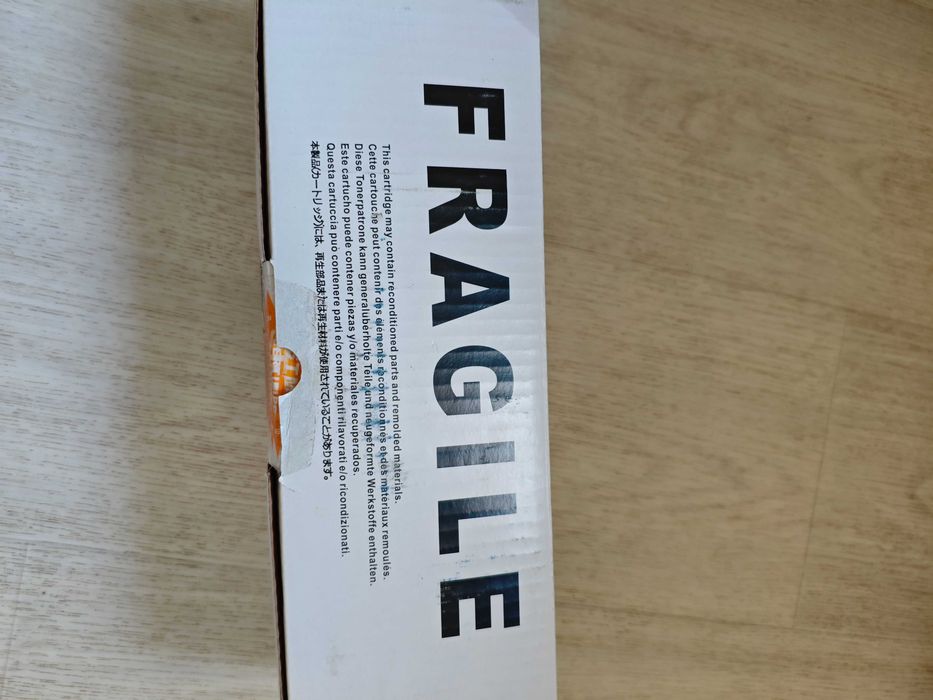 FRAGILE
This cartridge may contain reconditioned parts and remolded materials.
Cette cartouche peut contenir des éléments reconditionnés et des matériaux remoulés.
Diese Tonerpatrone kann generalüberholte Teile und neugeformte Werkstoffe enthalten.
Este cartucho puede contener piezas y/o materiales recuperados.
Questa cartuccia può contenere parti e/o componenti rilavorati e/o ricondizionati.
本製品(カートリッジ)には、再生部品または再生材料が使用されていることがあります。